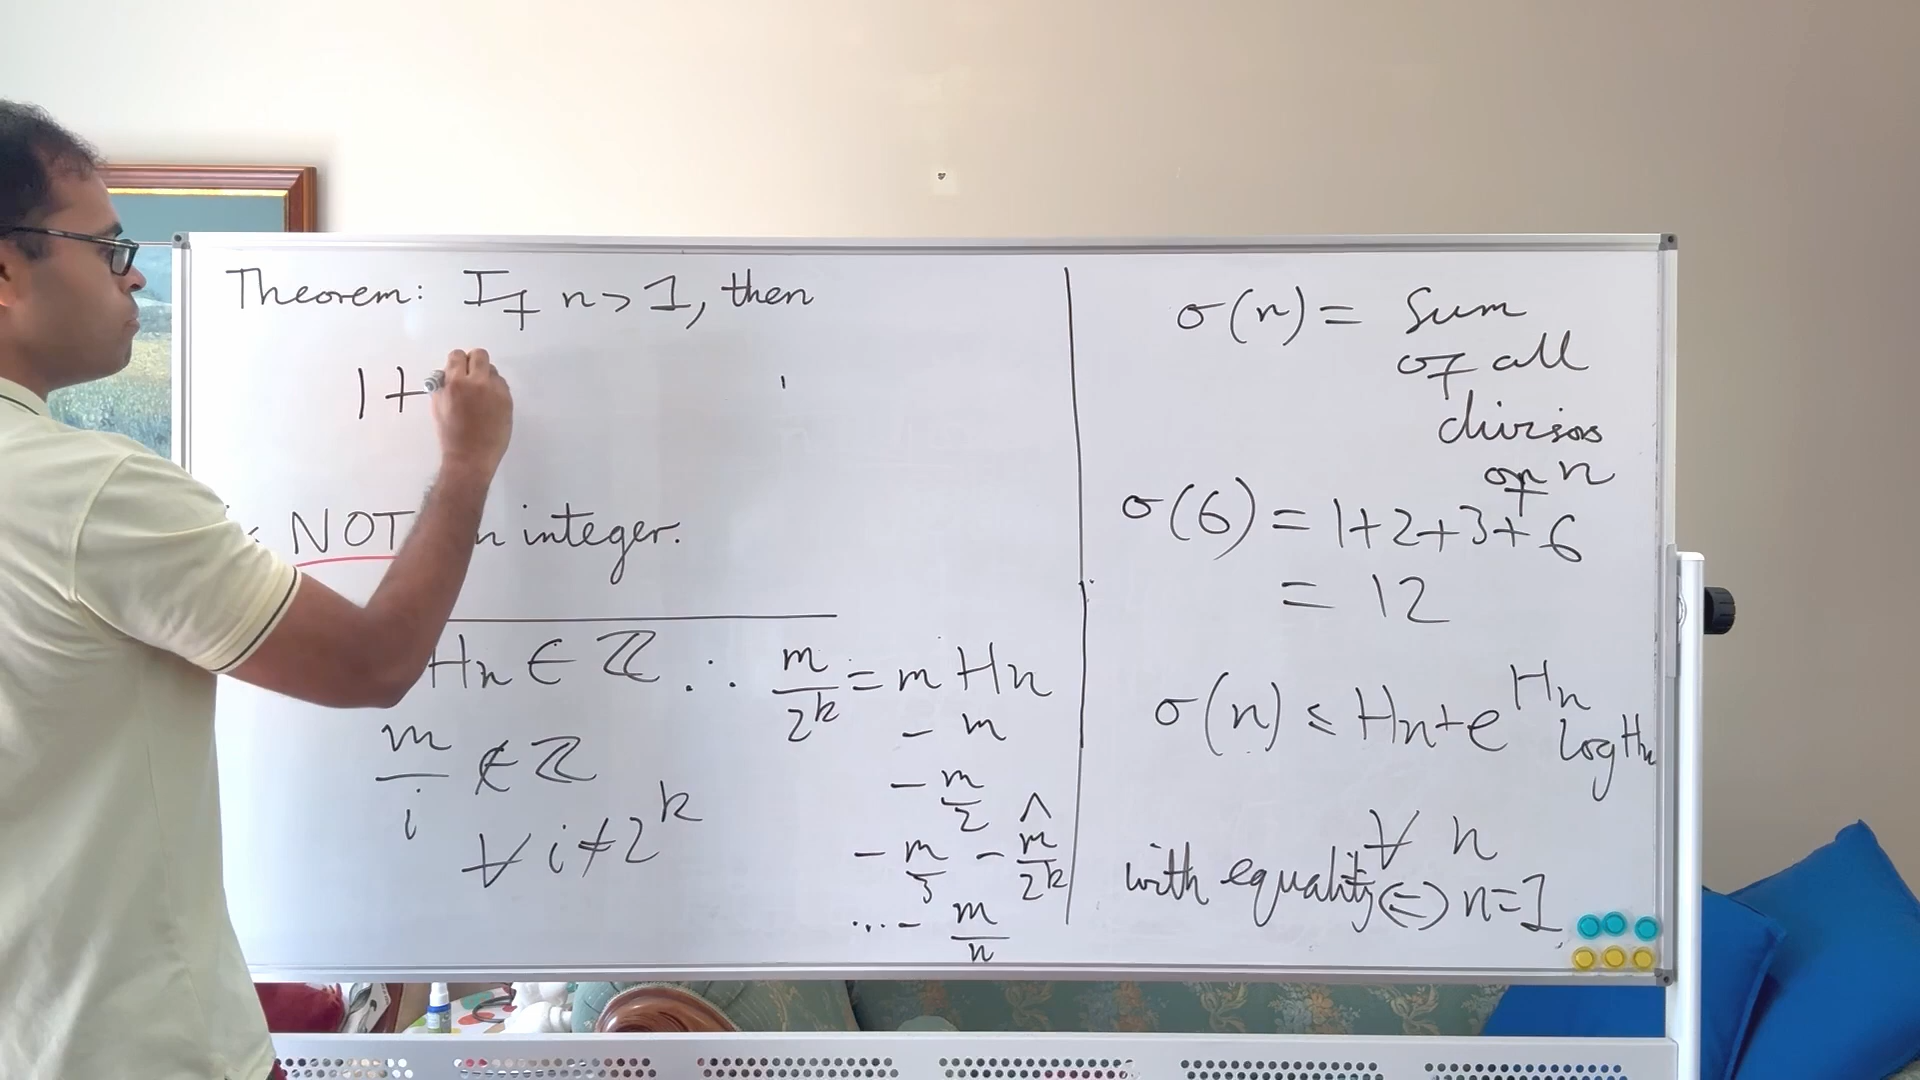 Theorem: If n > 1, then
1 +
NOT n integer.
Hn ∈ ℤ ∴ m/2^k = m Hn
- m
m/i ∉ ℤ
- m/2
∀ i ≠ 2^k
- m/3 - m̂/2^k
... - m/n
σ(n) = Sum
of all
divisors
of n
σ(6) = 1+2+3+6
= 12
σ(n) ≤ Hn + e^Hn log Hn
∀ n
with equality ⇔ n=1